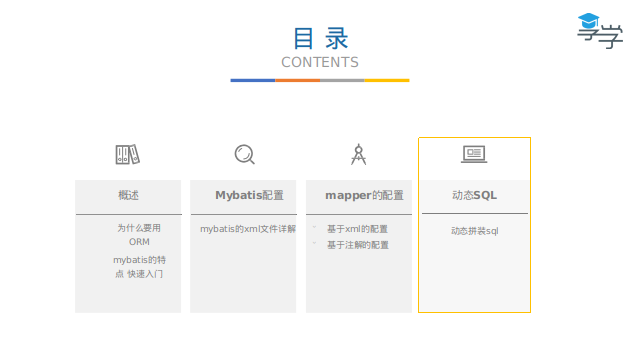 目 录
CONTENTS
学学
概述
为什么要用
ORM
mybatis的特
点 快速入门
Mybatis配置
mybatis的xml文件详解
mapper的配置
基于xml的配置
基于注解的配置
动态SQL
动态拼装sql